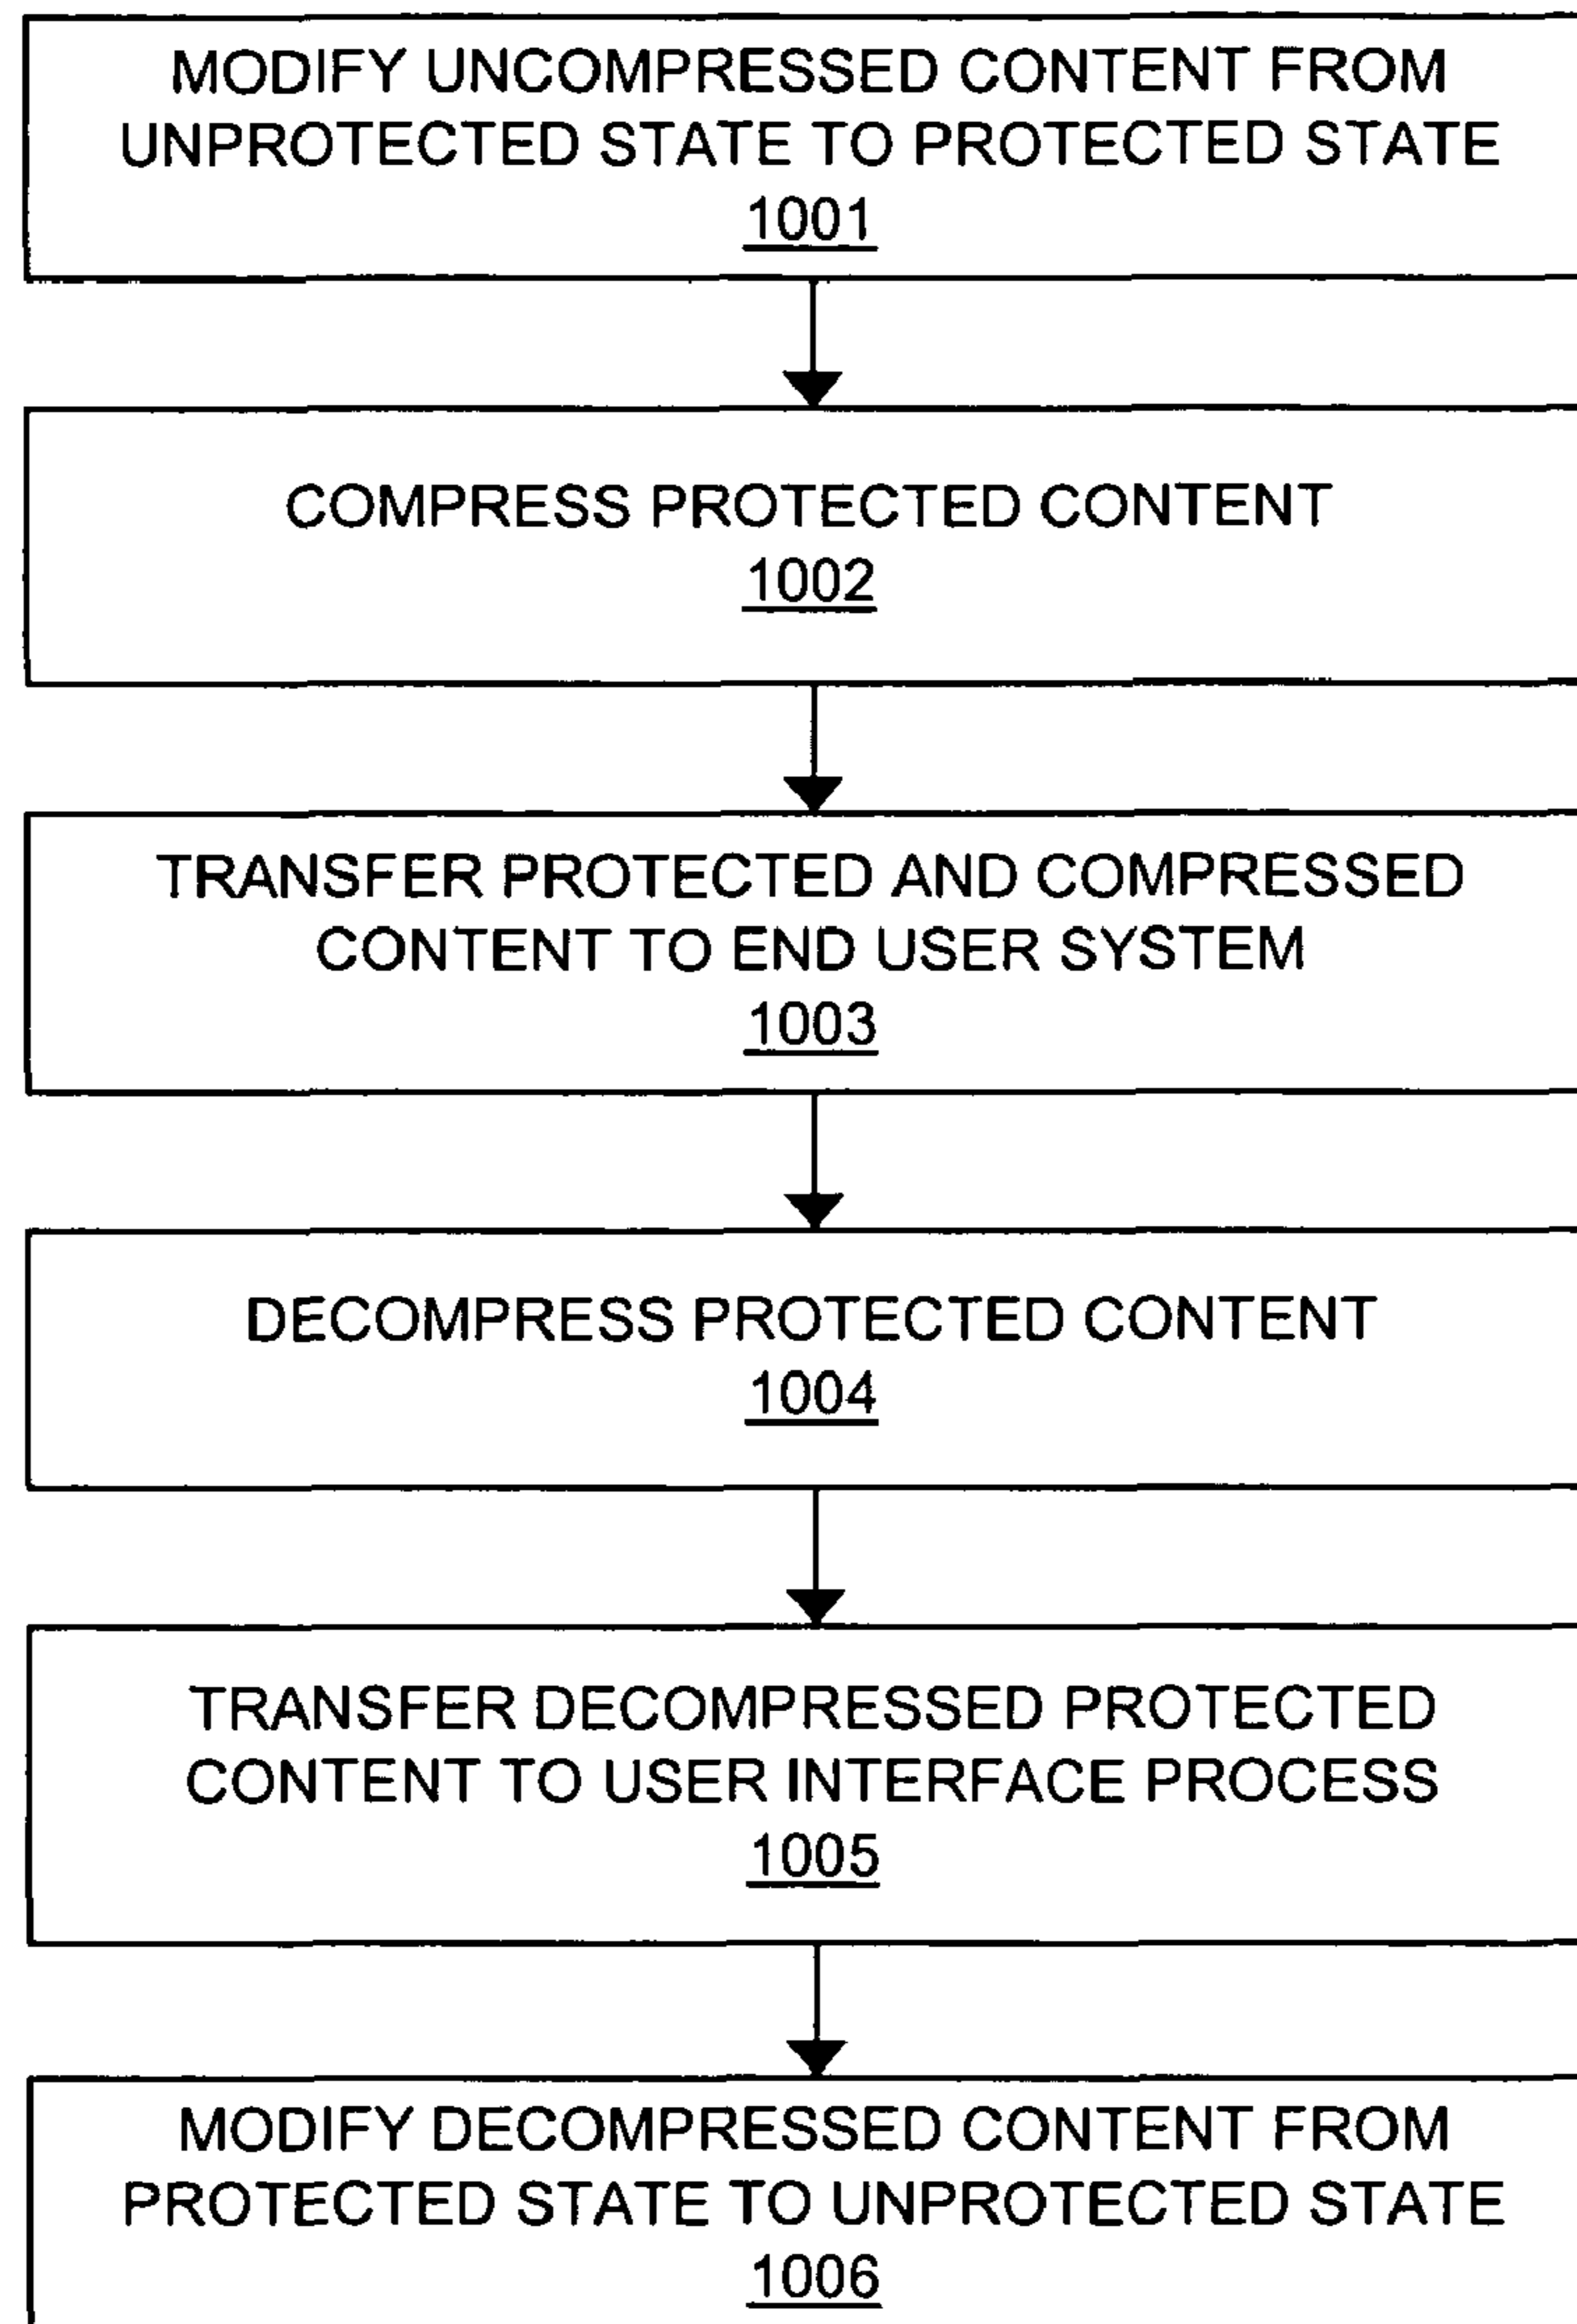 MODIFY UNCOMPRESSED CONTENT FROM
UNPROTECTED STATE TO PROTECTED STATE
1001
COMPRESS PROTECTED CONTENT
1002
TRANSFER PROTECTED AND COMPRESSED
CONTENT TO END USER SYSTEM
1003
DECOMPRESS PROTECTED CONTENT
1004
TRANSFER DECOMPRESSED PROTECTED
CONTENT TO USER INTERFACE PROCESS
1005
MODIFY DECOMPRESSED CONTENT FROM
PROTECTED STATE TO UNPROTECTED STATE
1006